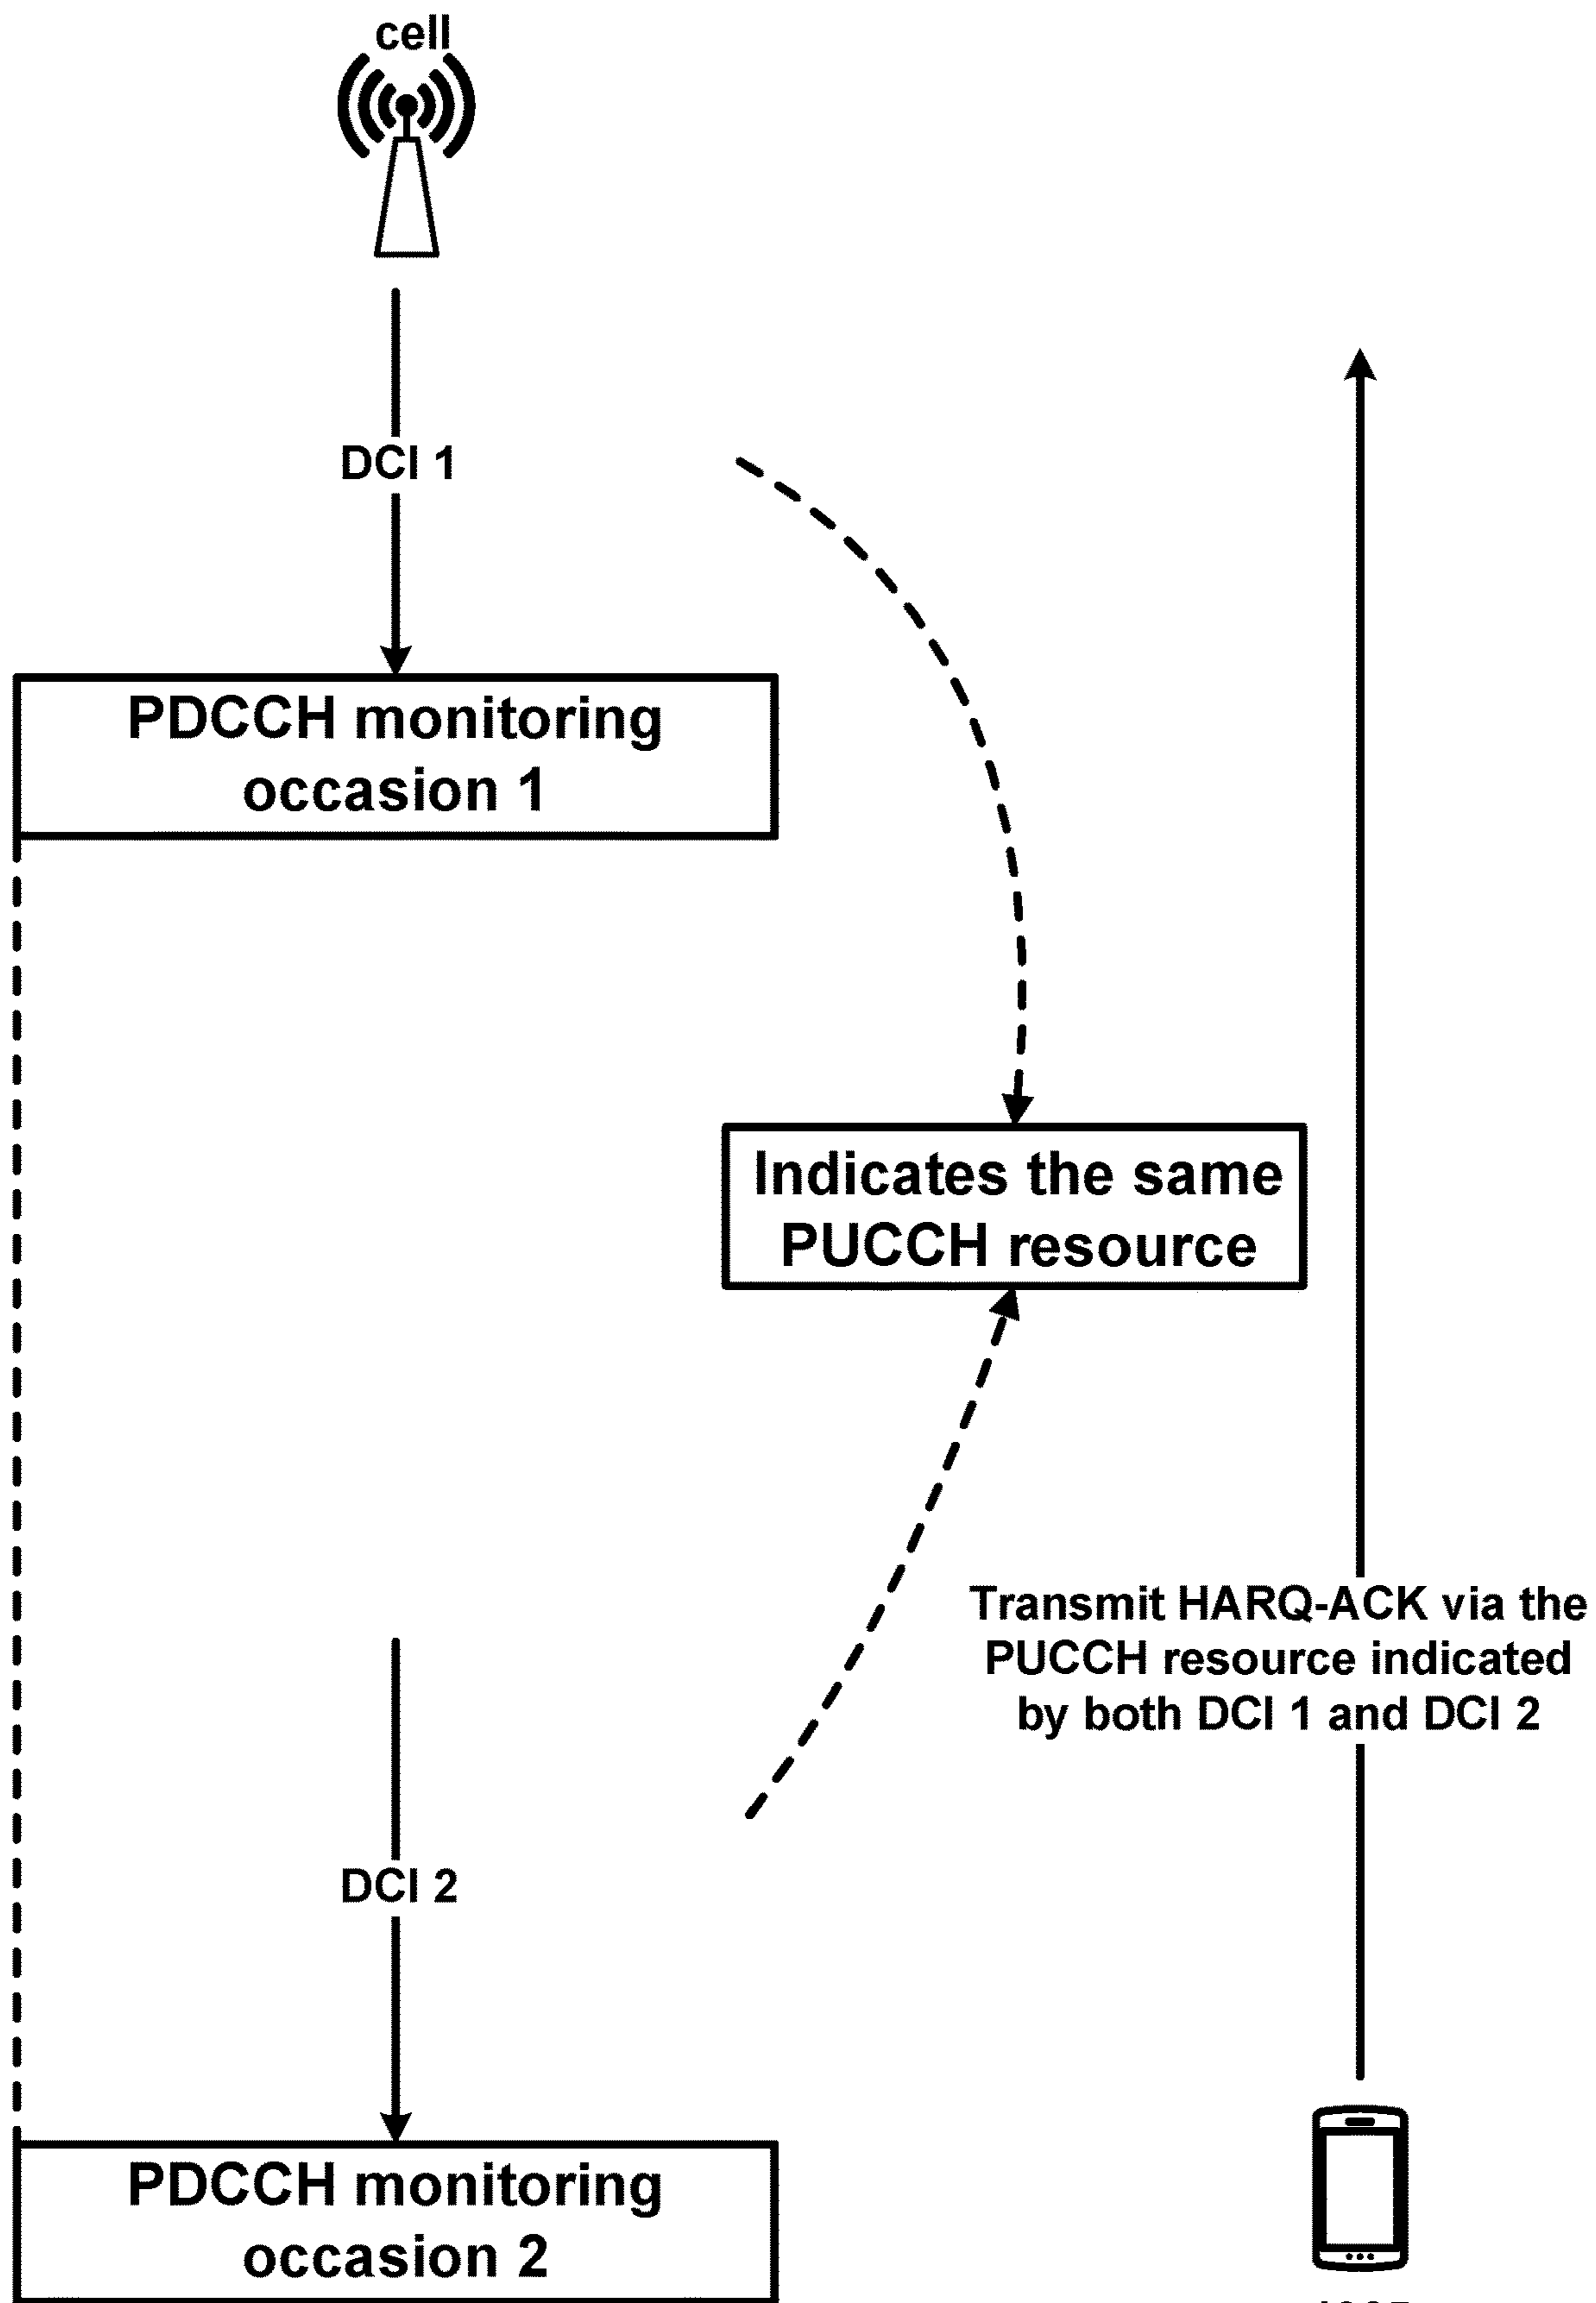 cell
DCI 1
PDCCH monitoring
occasion 1
Indicates the same
PUCCH resource
Transmit HARQ-ACK via the
PUCCH resource indicated
by both DCI 1 and DCI 2
DCI 2
PDCCH monitoring
occasion 2